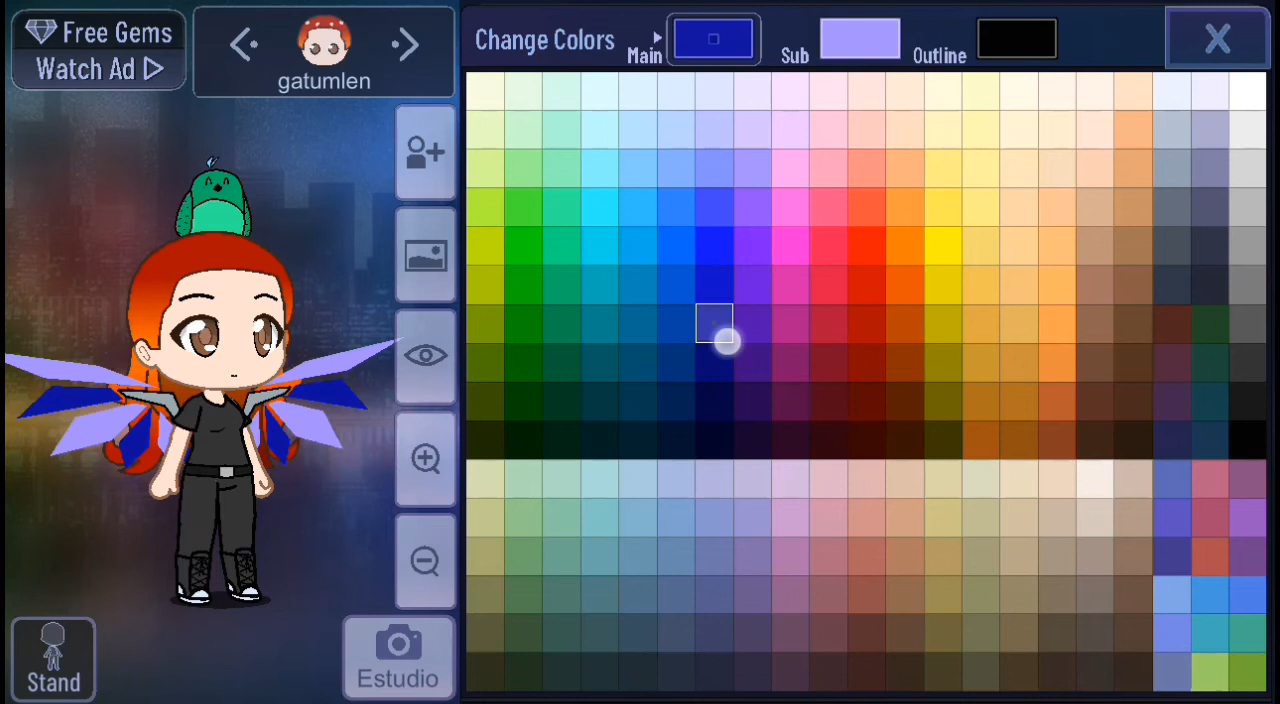 Free Gems
Watch Ad
gatumlen
Change Colors
Main
Sub
Outline
X
Stand
Estudio